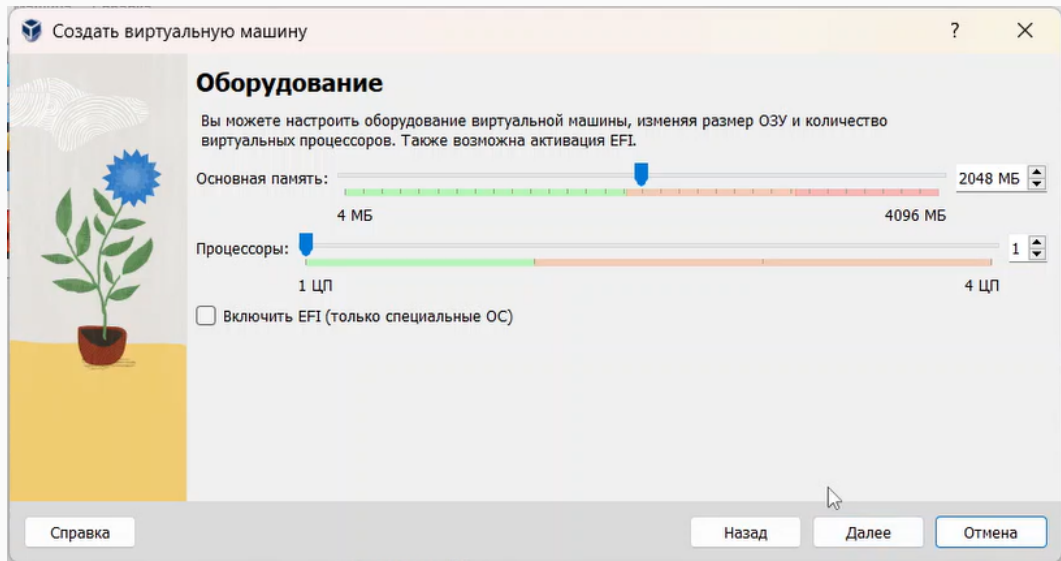 Создать виртуальную машину
?
Оборудование
Вы можете настроить оборудование виртуальной машины, изменяя размер ОЗУ и количество
виртуальных процессоров. Также возможна активация EFI.
Основная память:
2048 МБ
4 МБ
4096 МБ
Процессоры:
1
1 ЦП
4 ЦП
Включить EFI (только специальные ОС)
Справка
Назад
Далее
Отмена